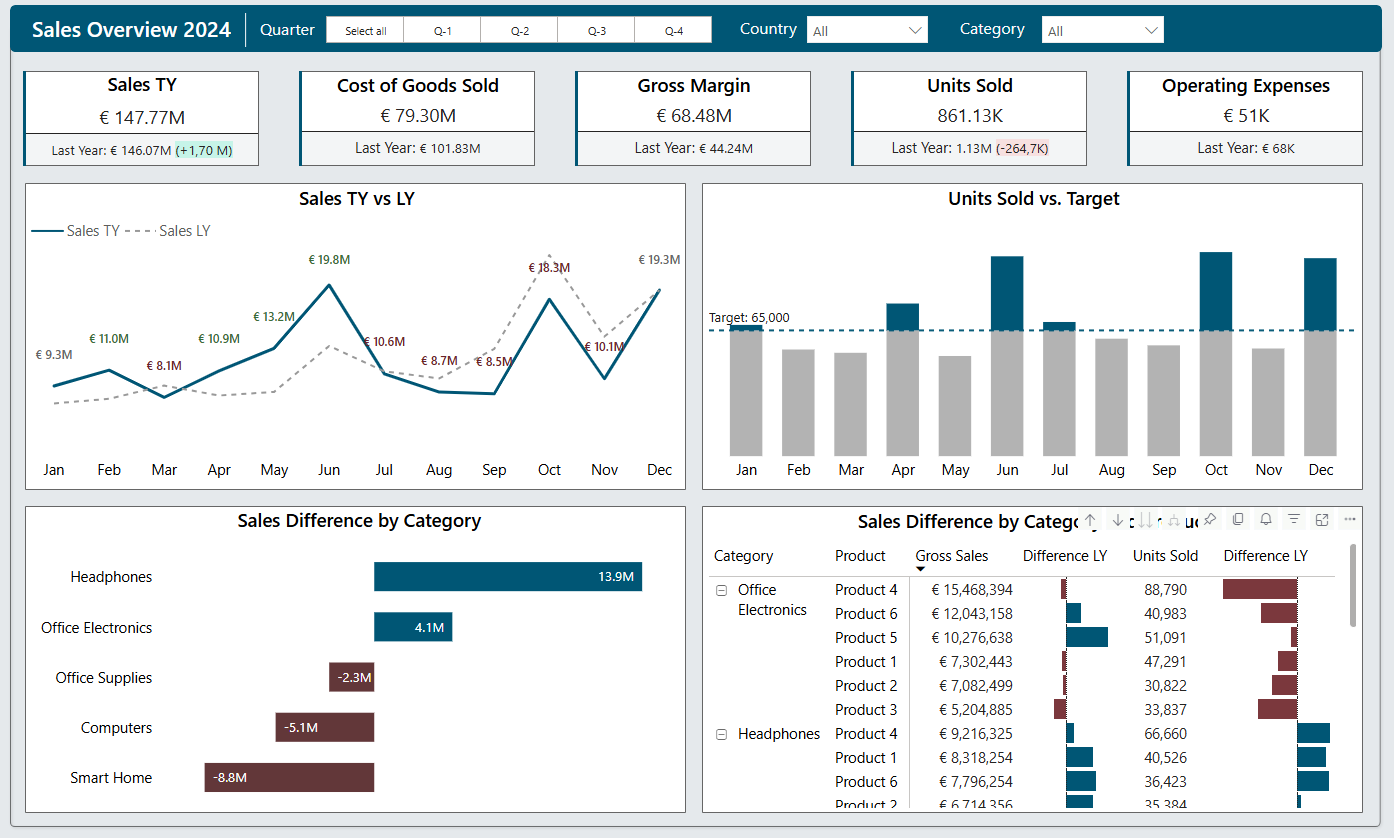 Sales Overview 2024 Quarter Select all Q-1 Q-2 Q-3 Q-4 Country All Category All
Sales TY
€ 147.77M
Last Year: € 146.07M (+1,70 M)
Cost of Goods Sold
€ 79.30M
Last Year: € 101.83M
Gross Margin
€ 68.48M
Last Year: € 44.24M
Units Sold
861.13K
Last Year: 1.13M (-264,7K)
Operating Expenses
€ 51K
Last Year: € 68K
Sales TY vs LY
Sales TY Sales LY
€ 9.3M € 11.0M € 8.1M € 10.9M € 13.2M € 19.8M € 10.6M € 8.7M € 8.5M € 18.3M € 10.1M € 19.3M
Jan Feb Mar Apr May Jun Jul Aug Sep Oct Nov Dec
Units Sold vs. Target
Target: 65,000
Jan Feb Mar Apr May Jun Jul Aug Sep Oct Nov Dec
Sales Difference by Category
Headphones 13.9M
Office Electronics 4.1M
Office Supplies -2.3M
Computers -5.1M
Smart Home -8.8M
Sales Difference by
Category Product Gross Sales Difference LY Units Sold Difference LY
Office Electronics Product 4 € 15,468,394 88,790
Product 6 € 12,043,158 40,983
Product 5 € 10,276,638 51,091
Product 1 € 7,302,443 47,291
Product 2 € 7,082,499 30,822
Product 3 € 5,204,885 33,837
Headphones Product 4 € 9,216,325 66,660
Product 1 € 8,318,254 40,526
Product 6 € 7,796,254 36,423
Product 2 € 6,714,356 35,384